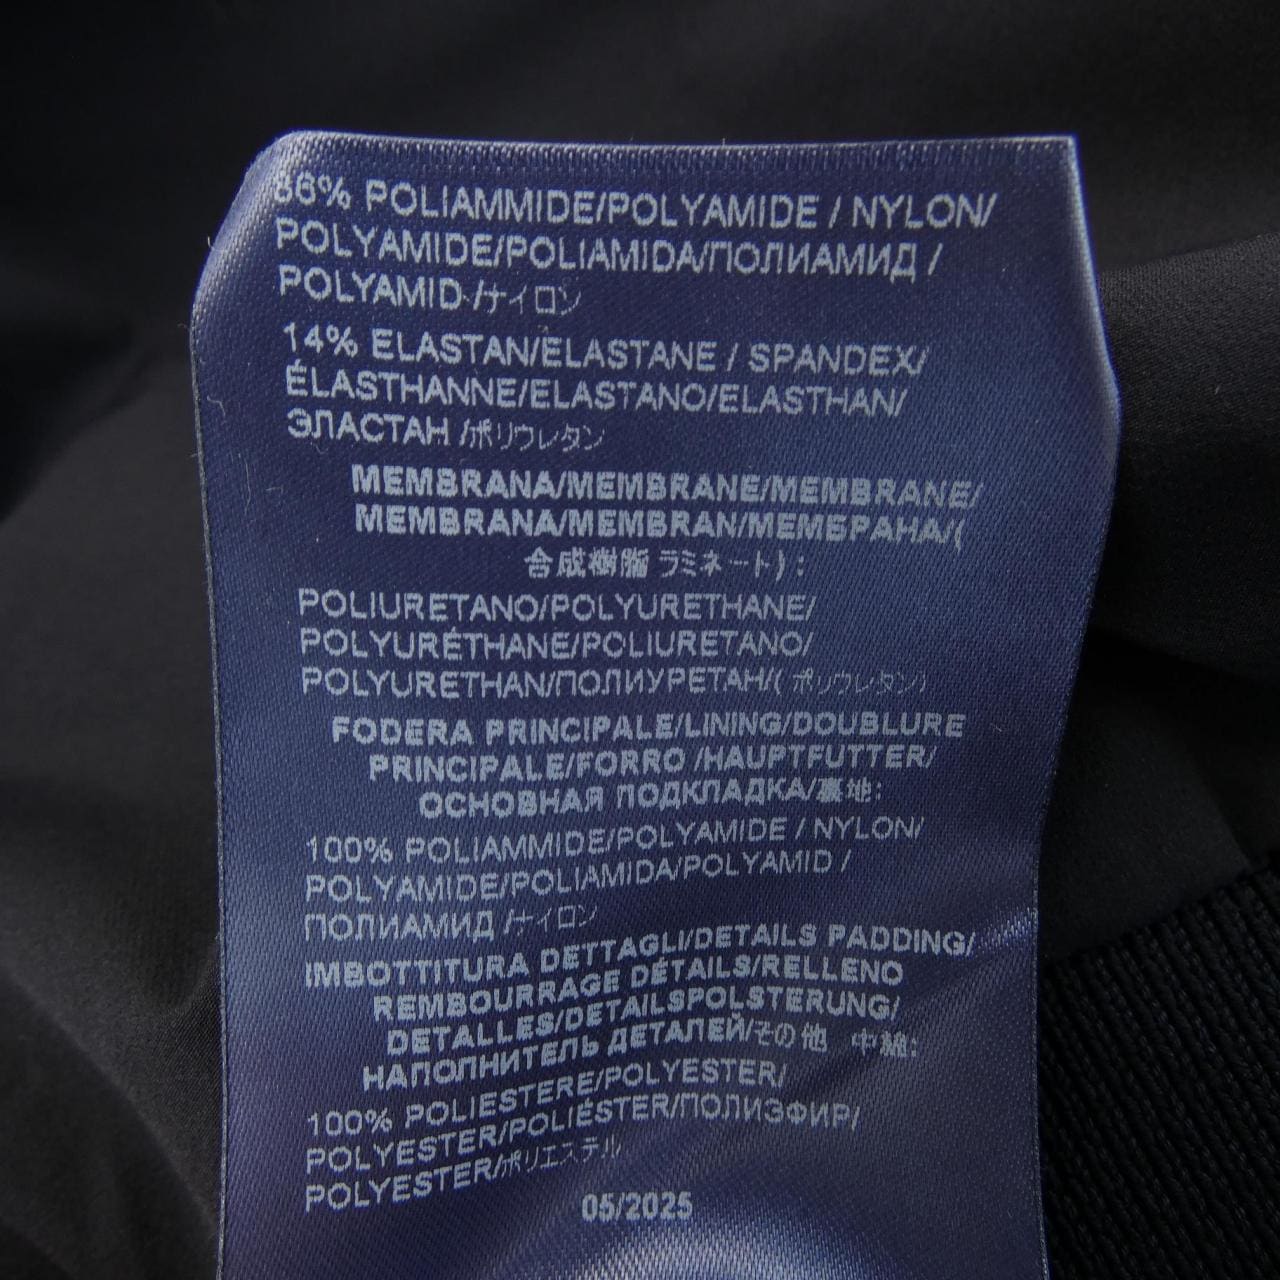 86% POLIAMMIDE/POLYAMIDE / NYLON/
POLYAMIDE/POLIAMIDA/ПОЛИАМИД /
POLYAMID /ナイロン
14% ELASTAN/ELASTANE / SPANDEX/
ÉLASTHANNE/ELASTANO/ELASTHAN/
ЭЛАСТАН /ポリウレタン
MEMBRANA/MEMBRANE/MEMBRANE/
MEMBRANA/MEMBRAN/МЕМБРАНА/(
合成樹脂 ラミネート) :
POLIURETANO/POLYURETHANE/
POLYURÉTHANE/POLIURETANO/
POLYURETHAN/ПОЛИУРЕТАН/( ポリウレタン)
FODERA PRINCIPALE/LINING/DOUBLURE
PRINCIPALE/FORRO /HAUPTFUTTER/
ОСНОВНАЯ ПОДКЛАДКА/裏地:
100% POLIAMMIDE/POLYAMIDE / NYLON/
POLYAMIDE/POLIAMIDA/POLYAMID /
ПОЛИАМИД /ナイロン
IMBOTTITURA DETTAGLI/DETAILS PADDING/
REMBOURRAGE DÉTAILS/RELLENO
DETALLES/DETAILSPOLSTERUNG/
НАПОЛНИТЕЛЬ ДЕТАЛЕЙ/その他 中綿:
100% POLIESTERE/POLYESTER/
POLYESTER/POLIÉSTER/ПОЛИЭФИР/
POLYESTER/ポリエステル
05/2025